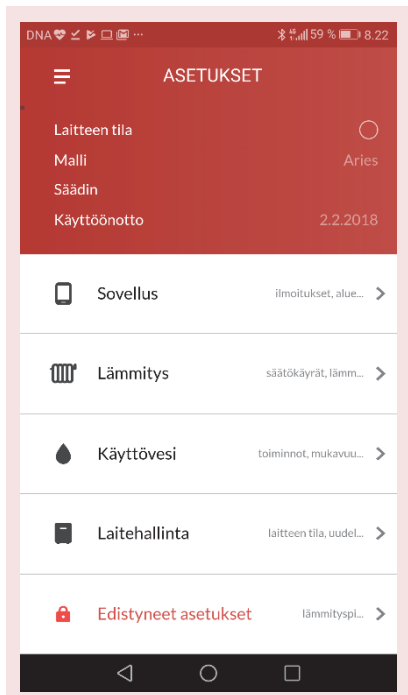 DNA ... 4G 59 % 8.22
ASETUKSET
Laitteen tila
Malli Aries
Säädin
Käyttöönotto 2.2.2018
Sovellus ilmoitukset, alue...
Lämmitys säätökäyrät, lämm...
Käyttövesi toiminnot, mukavuu...
Laitehallinta laitteen tila, uudel...
Edistyneet asetukset lämmityspi...